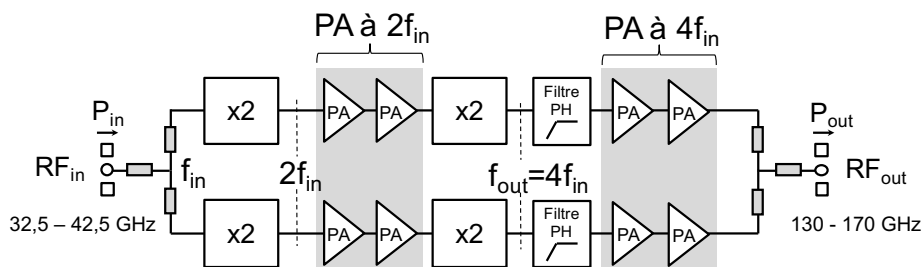 PA à 2fin
PA à 4fin
x2
PA
PA
x2
Filtre
PH
PA
PA
Pin
Pout
RFin
fin
2fin
fout=4fin
RFout
32,5 – 42,5 GHz
130 - 170 GHz
x2
PA
PA
x2
Filtre
PH
PA
PA